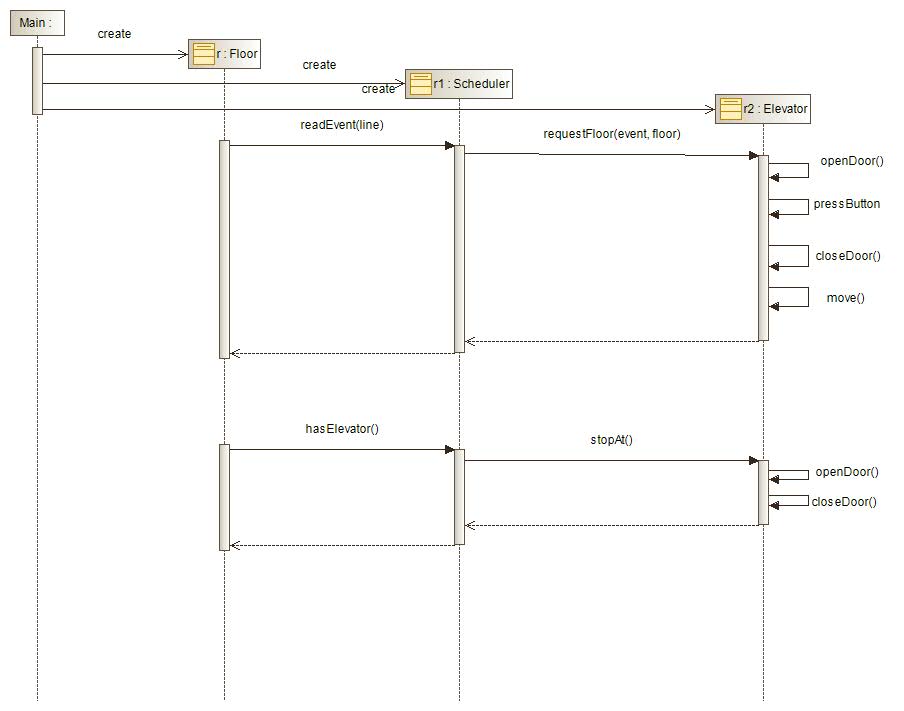 Main :
create
r : Floor
create
r1 : Scheduler
create
r2 : Elevator
readEvent(line)
requestFloor(event, floor)
openDoor()
pressButton
closeDoor()
move()
hasElevator()
stopAt()
openDoor()
closeDoor()